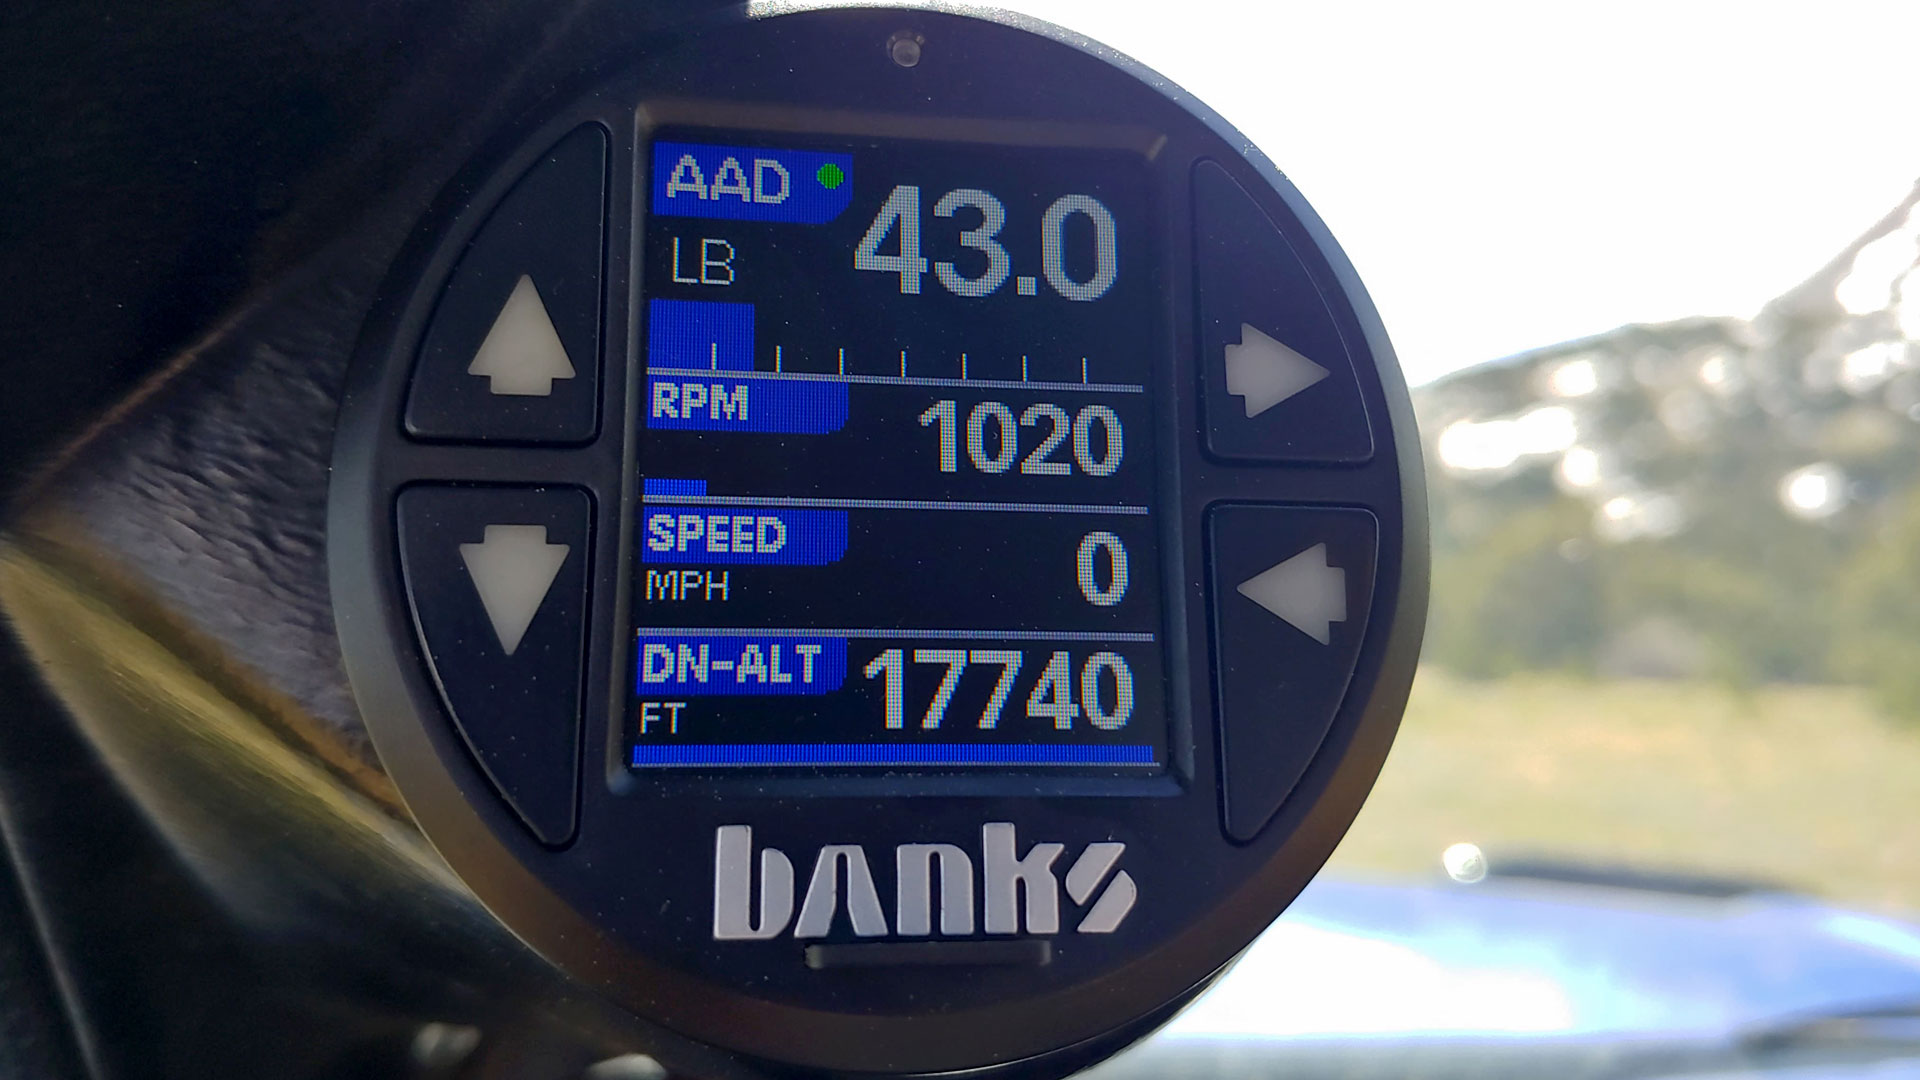 AAD
43.0
LB
RPM
1020
SPEED
0
MPH
DN-ALT
17740
FT
banks